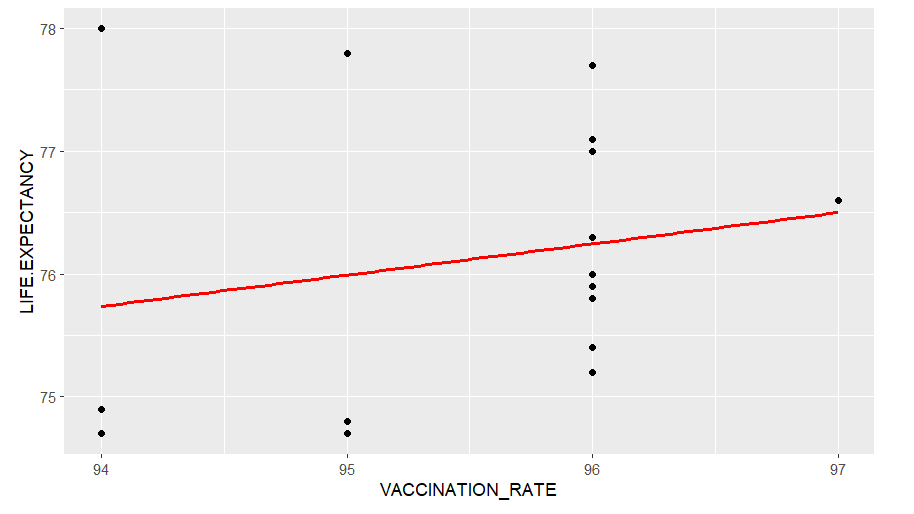 LIFE.EXPECTANCY
78
77
76
75
94 95 96 97
VACCINATION_RATE